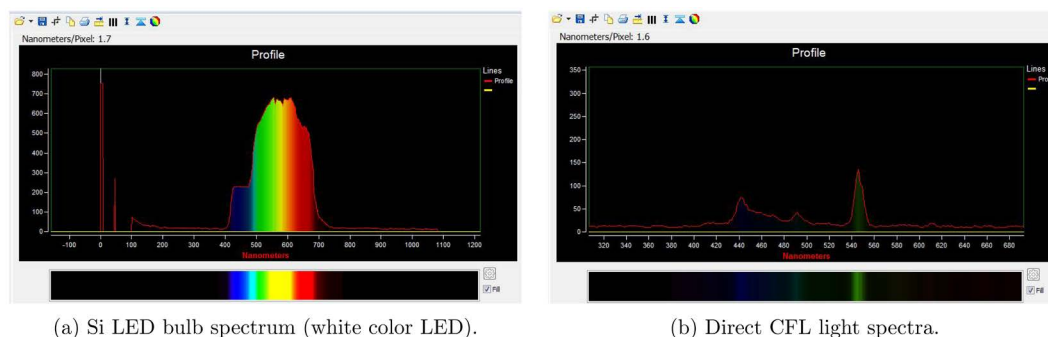 Nanometers/Pixel: 1.7
Profile
Lines
Profile
800
700
600
500
400
300
200
100
0
-100 0 100 200 300 400 500 600 700 800 900 1000 1100 1200
Nanometers
Fill
(a) Si LED bulb spectrum (white color LED).
Nanometers/Pixel: 1.6
Profile
Lines
Pro
350
300
250
200
150
100
50
0
320 340 360 380 400 420 440 460 480 500 520 540 560 580 600 620 640 660 680
Nanometers
Fill
(b) Direct CFL light spectra.